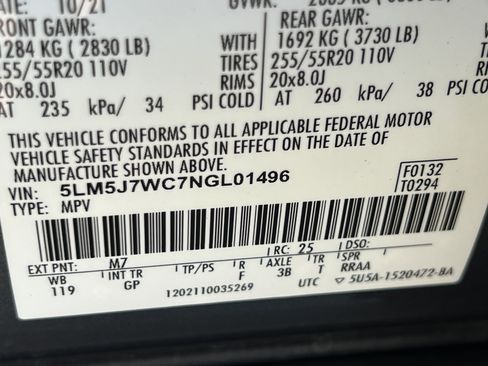 DATE: 10/21 GVWR:
FRONT GAWR: REAR GAWR:
1284 KG ( 2830 LB) WITH 1692 KG ( 3730 LB)
255/55R20 110V TIRES 255/55R20 110V
20x8.0J RIMS 20x8.0J
AT 235 kPa/ 34 PSI COLD AT 260 kPa/ 38 PSI COLD
THIS VEHICLE CONFORMS TO ALL APPLICABLE FEDERAL MOTOR
VEHICLE SAFETY STANDARDS IN EFFECT ON THE DATE OF
MANUFACTURE SHOWN ABOVE.
VIN: 5LM5J7WC7NGL01496 F0132
TYPE: MPV T0294
EXT PNT: M7 RC: 25 DSO:
WB INT TR TP/PS R AXLE TR SPR
119 GP F 3B T RRAA
1202110035269 UTC ▽ 5U5A-1520472-BA